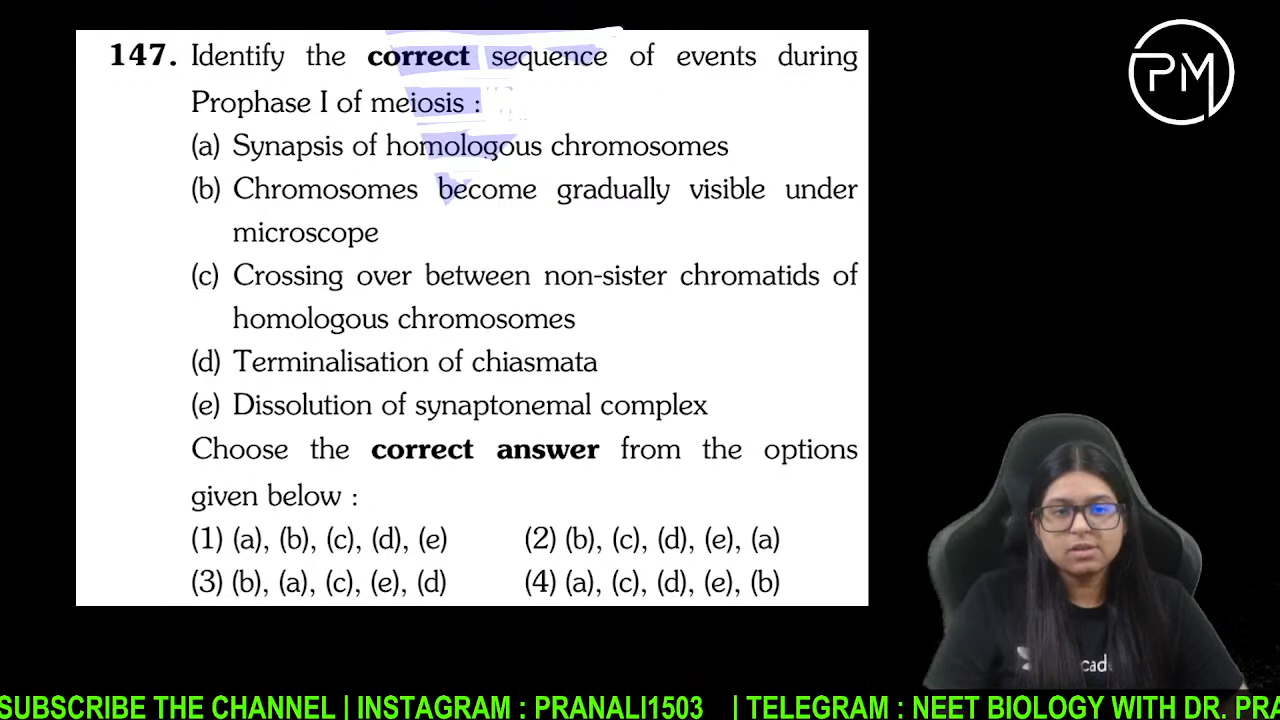 147. Identify the correct sequence of events during
Prophase I of meiosis :
(a) Synapsis of homologous chromosomes
(b) Chromosomes become gradually visible under
microscope
(c) Crossing over between non-sister chromatids of
homologous chromosomes
(d) Terminalisation of chiasmata
(e) Dissolution of synaptonemal complex
Choose the correct answer from the options
given below :
(1) (a), (b), (c), (d), (e) (2) (b), (c), (d), (e), (a)
(3) (b), (a), (c), (e), (d) (4) (a), (c), (d), (e), (b)
PM
SUBSCRIBE THE CHANNEL | INSTAGRAM : PRANALI1503 | TELEGRAM : NEET BIOLOGY WITH DR. PRA